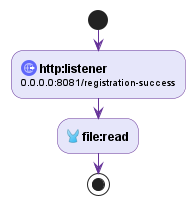 http:listener
0.0.0.0:8081/registration-success
file:read